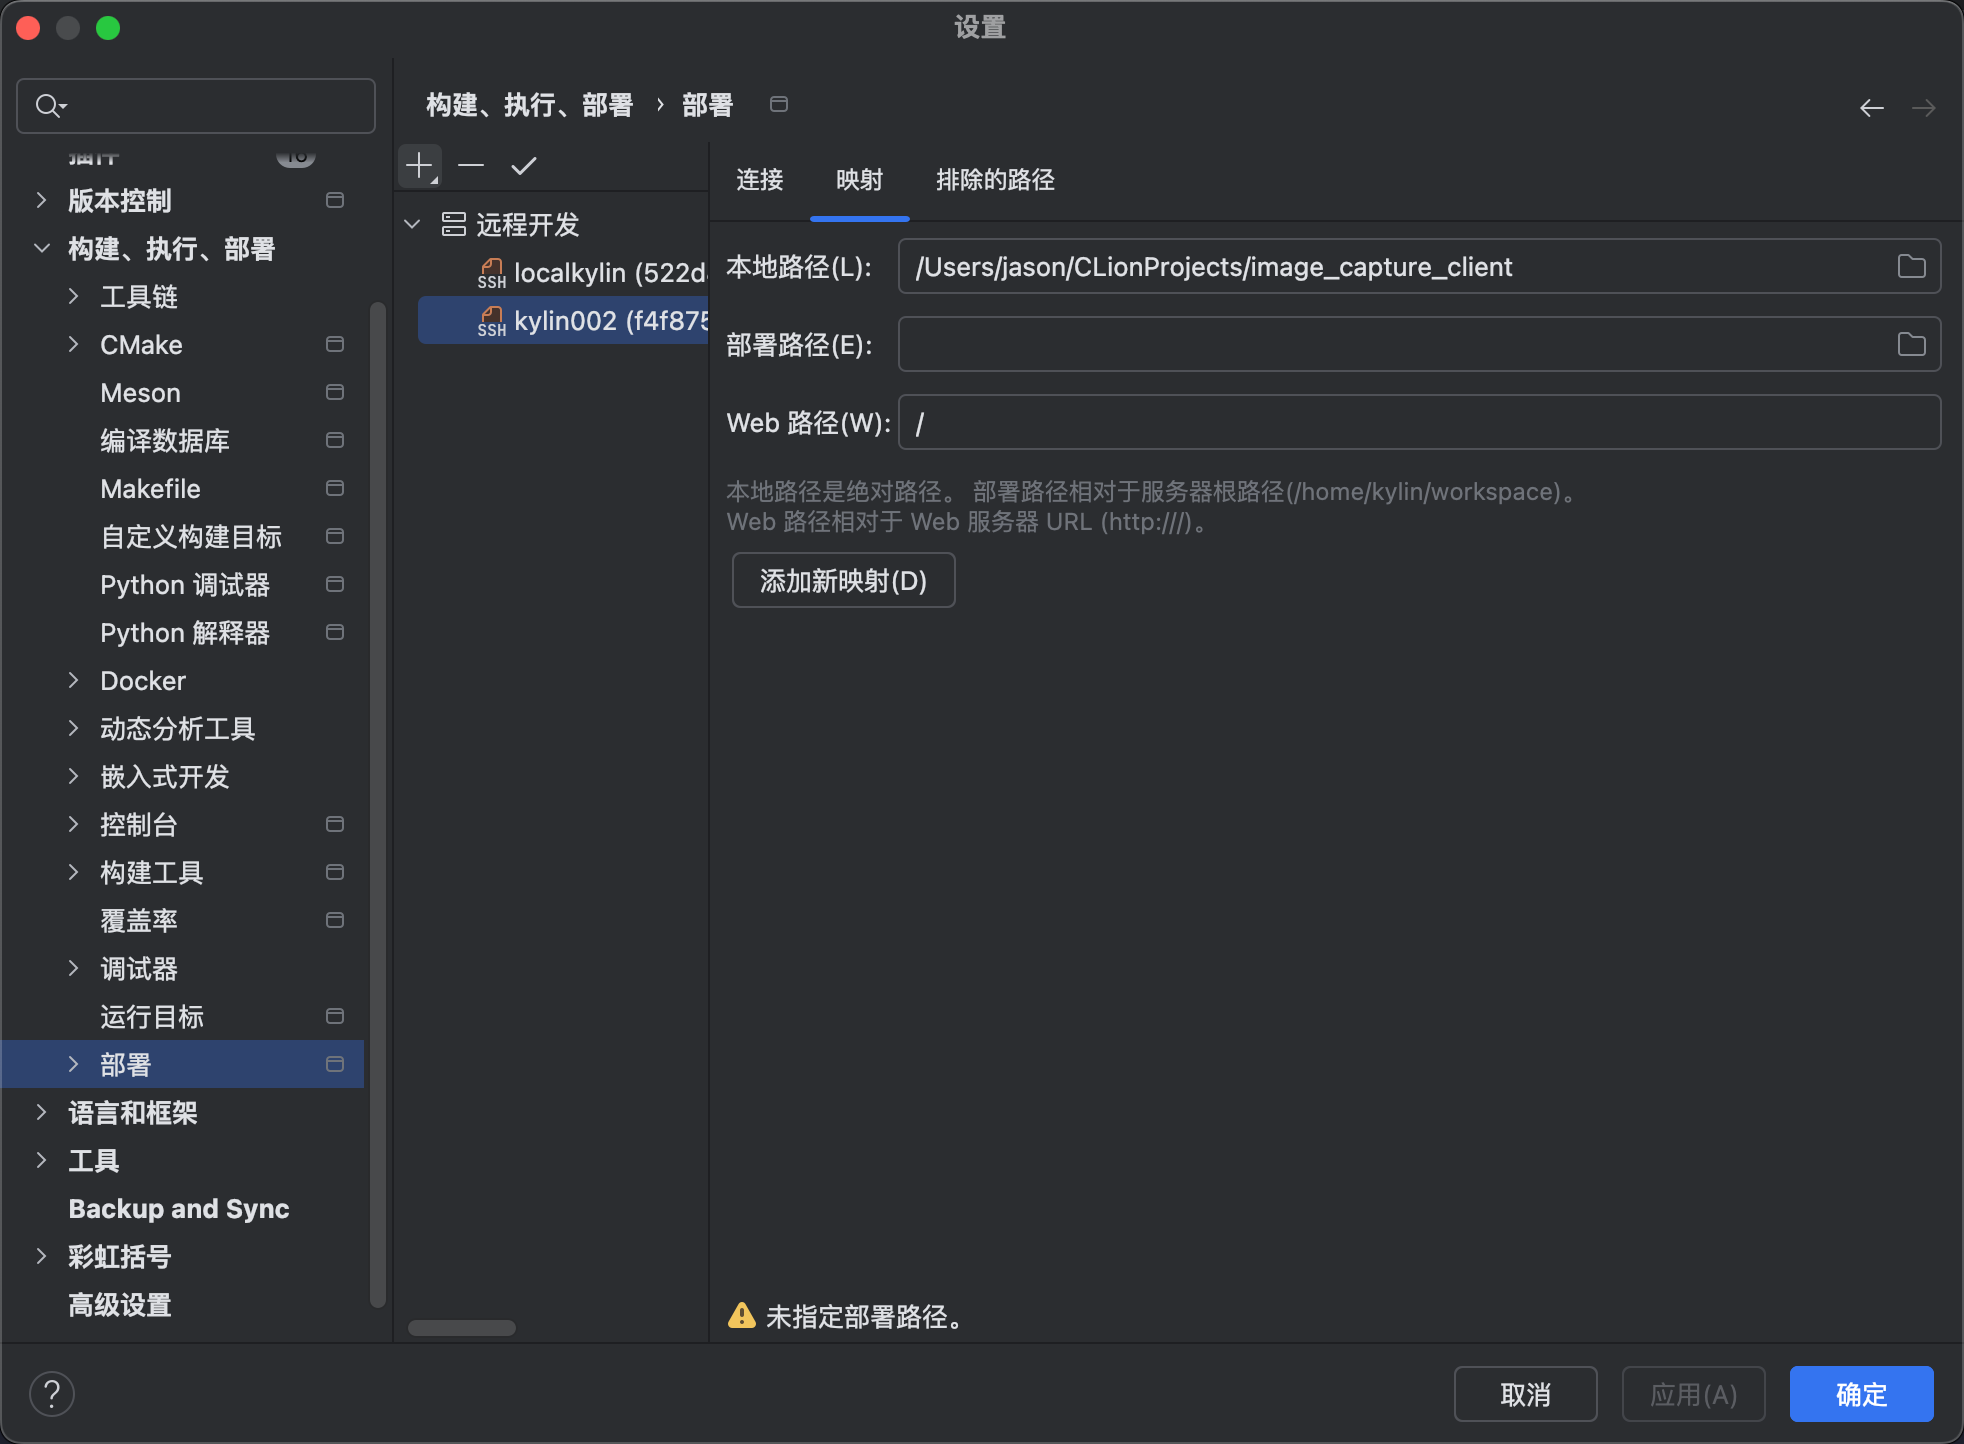 设置
插件
版本控制
构建、执行、部署
工具链
CMake
Meson
编译数据库
Makefile
自定义构建目标
Python 调试器
Python 解释器
Docker
动态分析工具
嵌入式开发
控制台
构建工具
覆盖率
调试器
运行目标
部署
语言和框架
工具
Backup and Sync
彩虹括号
高级设置
构建、执行、部署 › 部署
远程开发
SSH localkylin (522d
SSH kylin002 (f4f875
连接 映射 排除的路径
本地路径(L): /Users/jason/CLionProjects/image_capture_client
部署路径(E):
Web 路径(W): /
本地路径是绝对路径。 部署路径相对于服务器根路径(/home/kylin/workspace)。
Web 路径相对于 Web 服务器 URL (http:///)。
添加新映射(D)
未指定部署路径。
? 取消 应用(A) 确定